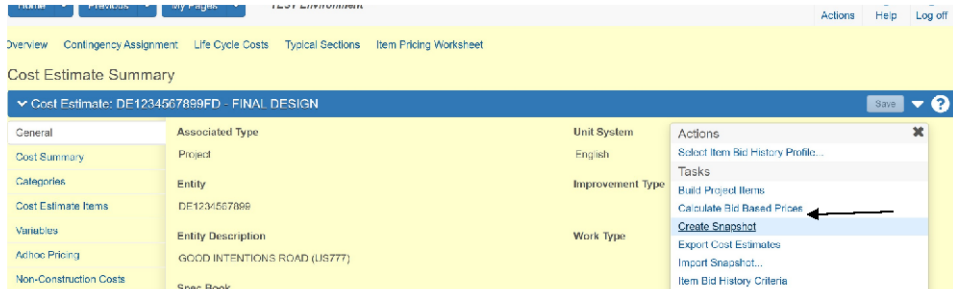 Home Previous My Pages TEST Environment
Actions Help Log off
Overview Contingency Assignment Life Cycle Costs Typical Sections Item Pricing Worksheet
Cost Estimate Summary
Cost Estimate: DE1234567899FD - FINAL DESIGN Save ?
General
Cost Summary
Categories
Cost Estimate Items
Variables
Adhoc Pricing
Non-Construction Costs
Associated Type
Project
Entity
DE1234567899
Entity Description
GOOD INTENTIONS ROAD (US777)
Spec Book
Unit System
English
Improvement Type
Work Type
Actions
Select Item Bid History Profile...
Tasks
Build Project Items
Calculate Bid Based Prices
Create Snapshot
Export Cost Estimates
Import Snapshot...
Item Bid History Criteria